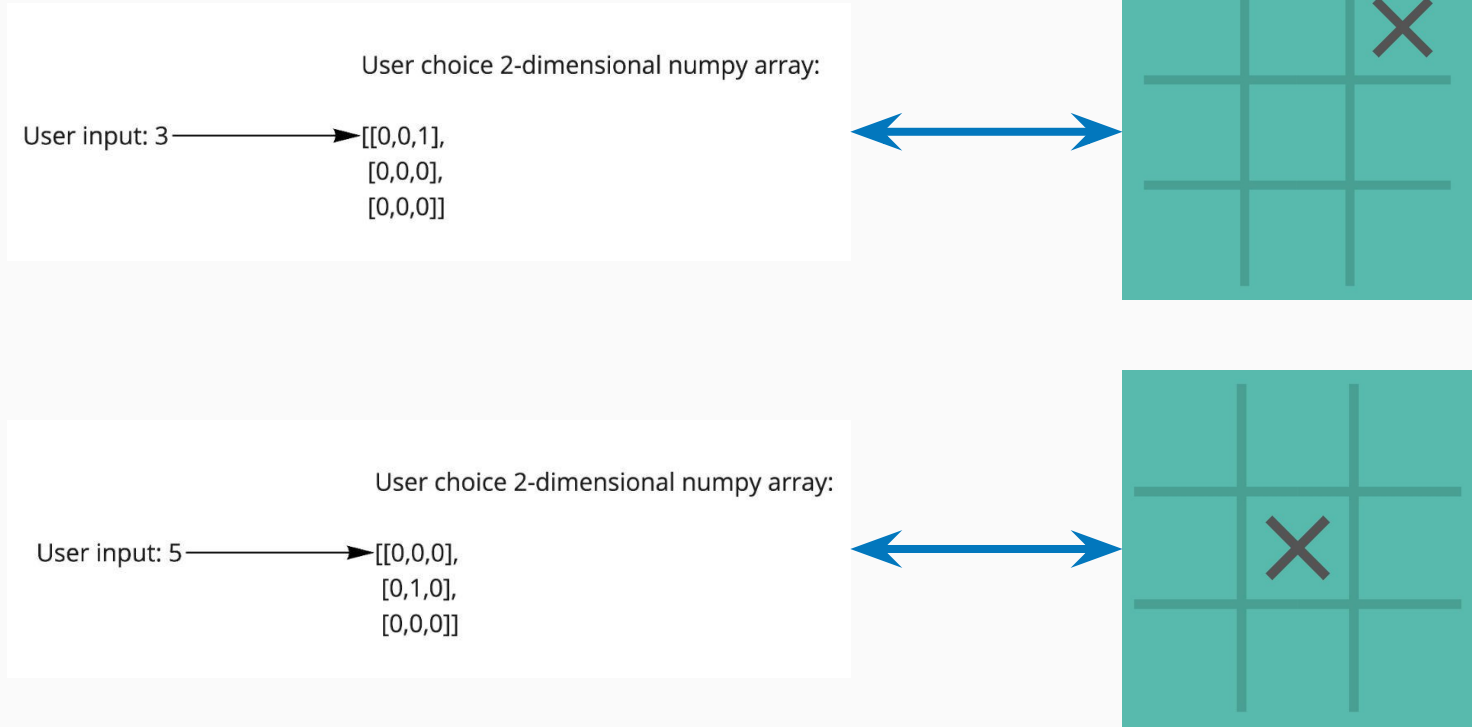 User choice 2-dimensional numpy array:
User input: 3
[[0,0,1],
[0,0,0],
[0,0,0]]
User choice 2-dimensional numpy array:
User input: 5
[[0,0,0],
[0,1,0],
[0,0,0]]